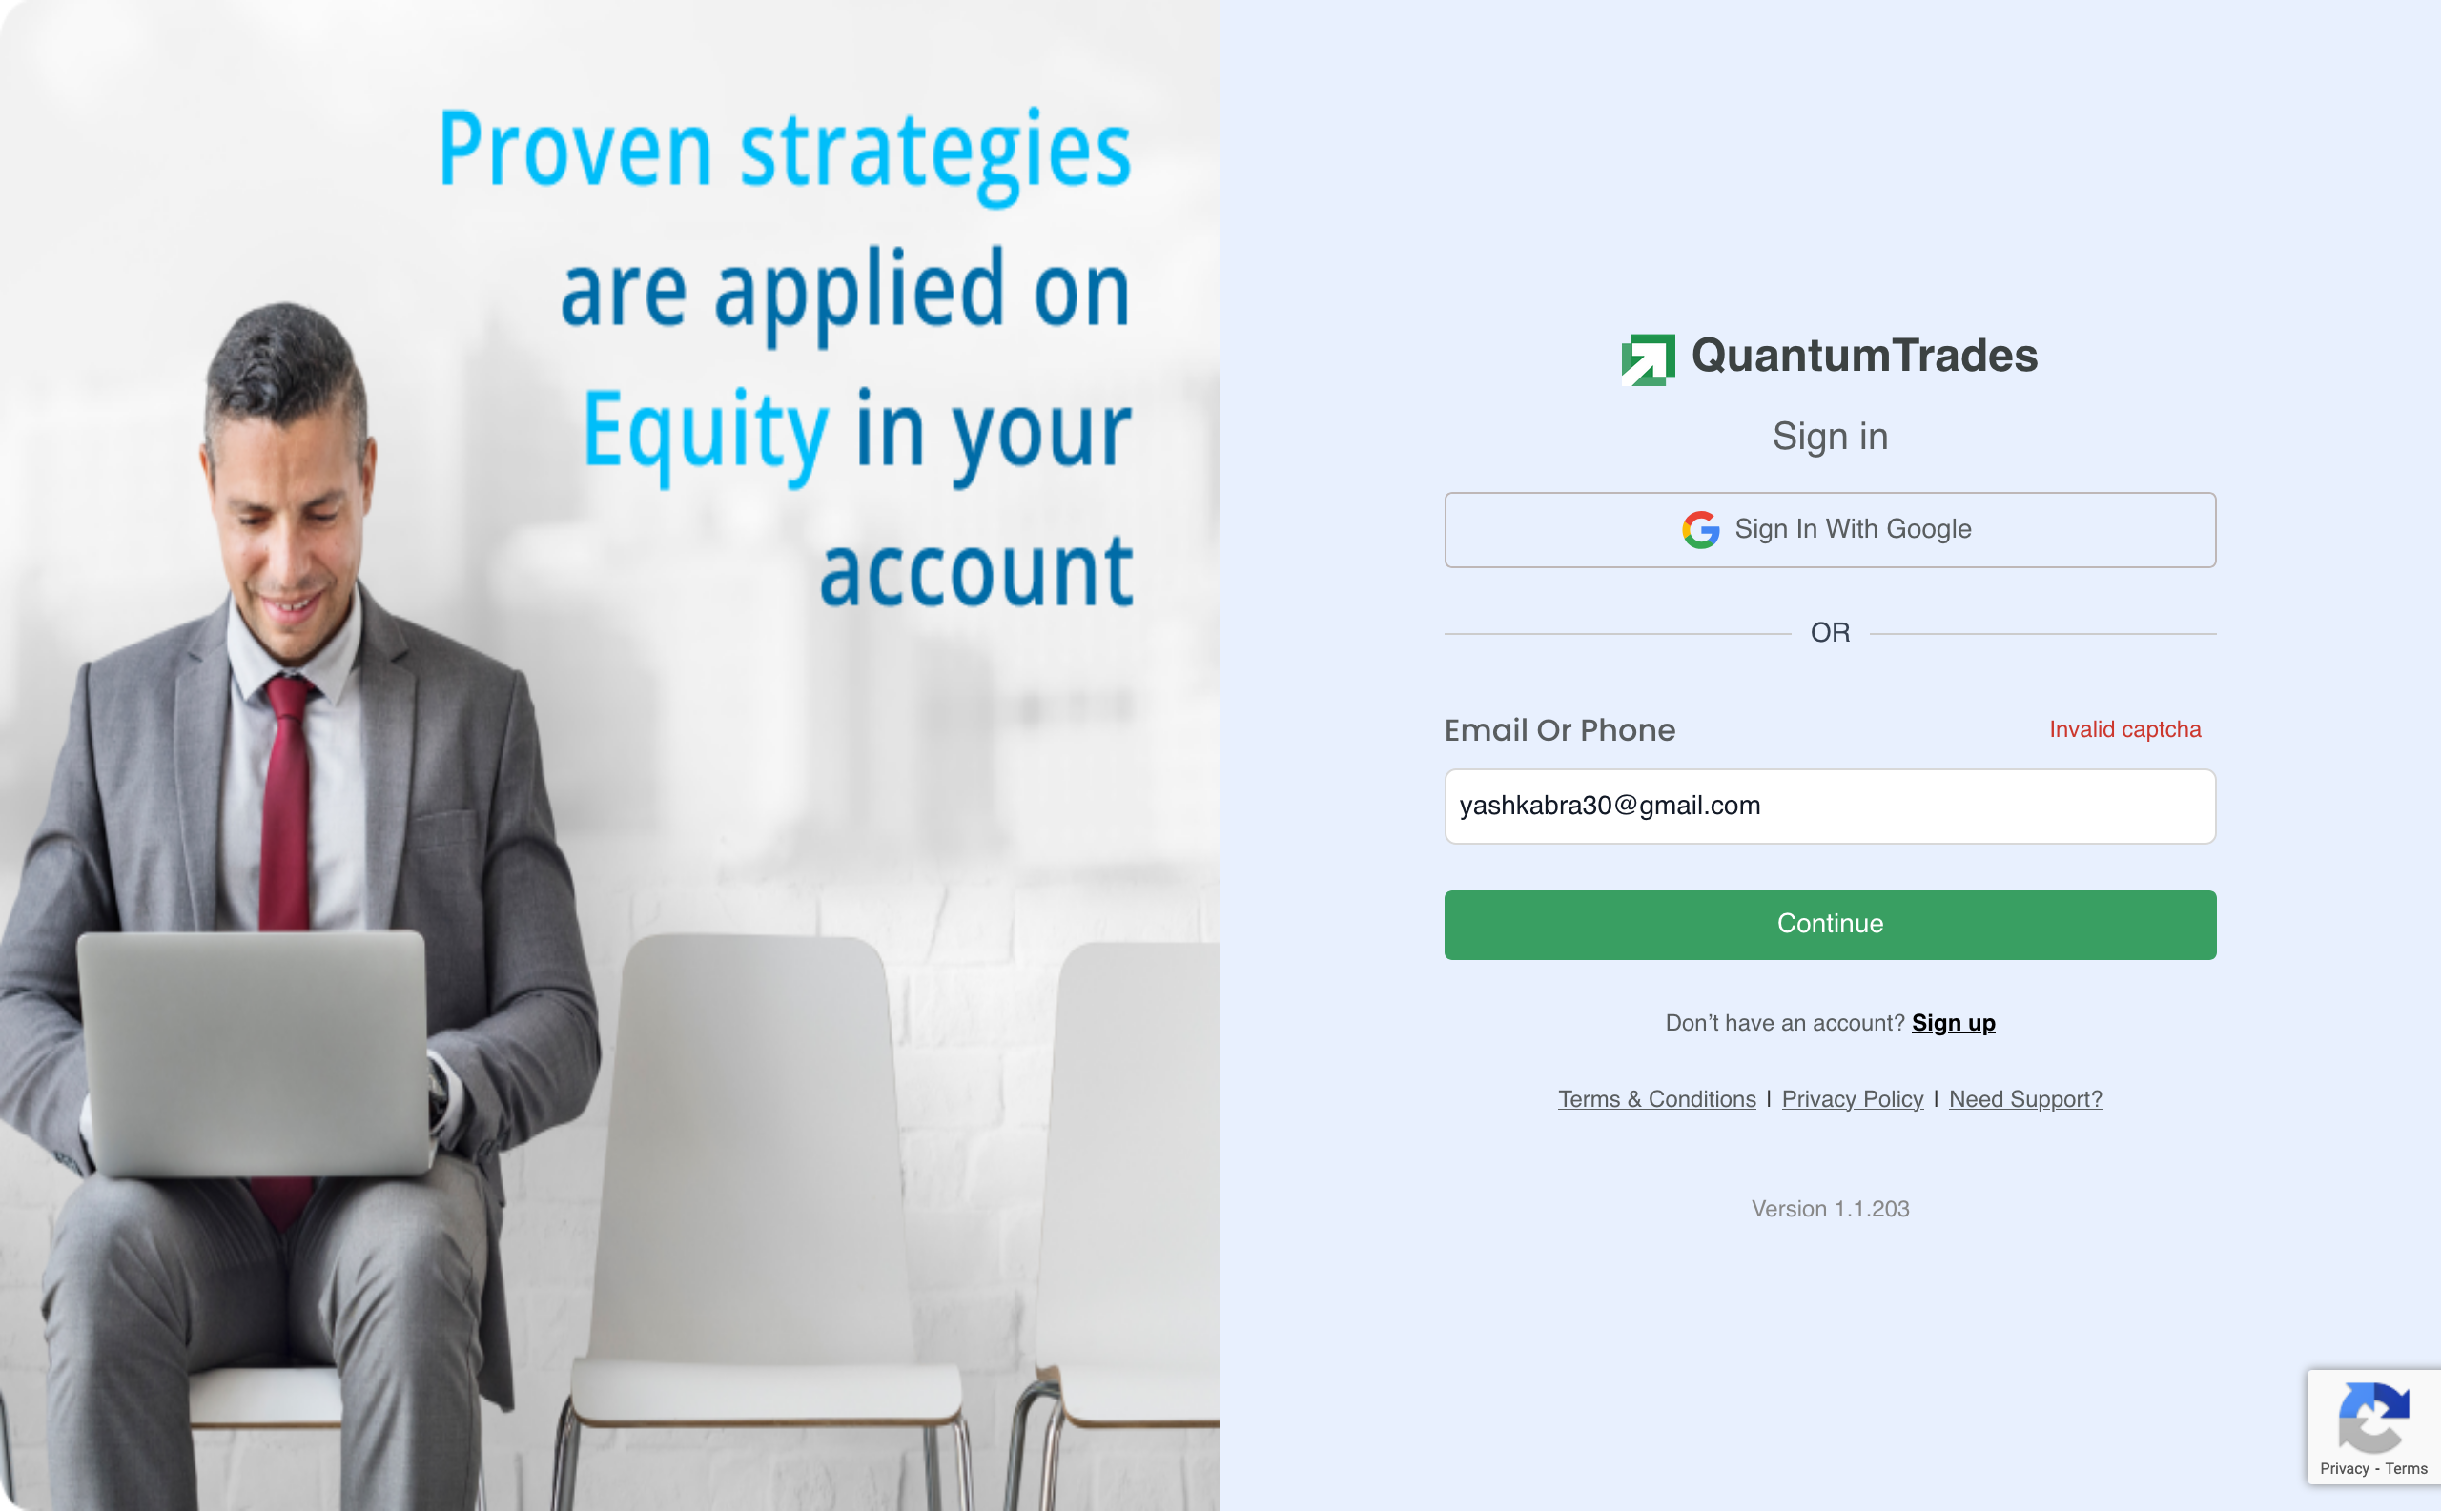 Proven strategies
are applied on
Equity in your
account
QuantumTrades
Sign in
Sign In With Google
OR
Email Or Phone
Invalid captcha
yashkabra30@gmail.com
Continue
Don’t have an account? Sign up
Terms & Conditions | Privacy Policy | Need Support?
Version 1.1.203
Privacy - Terms